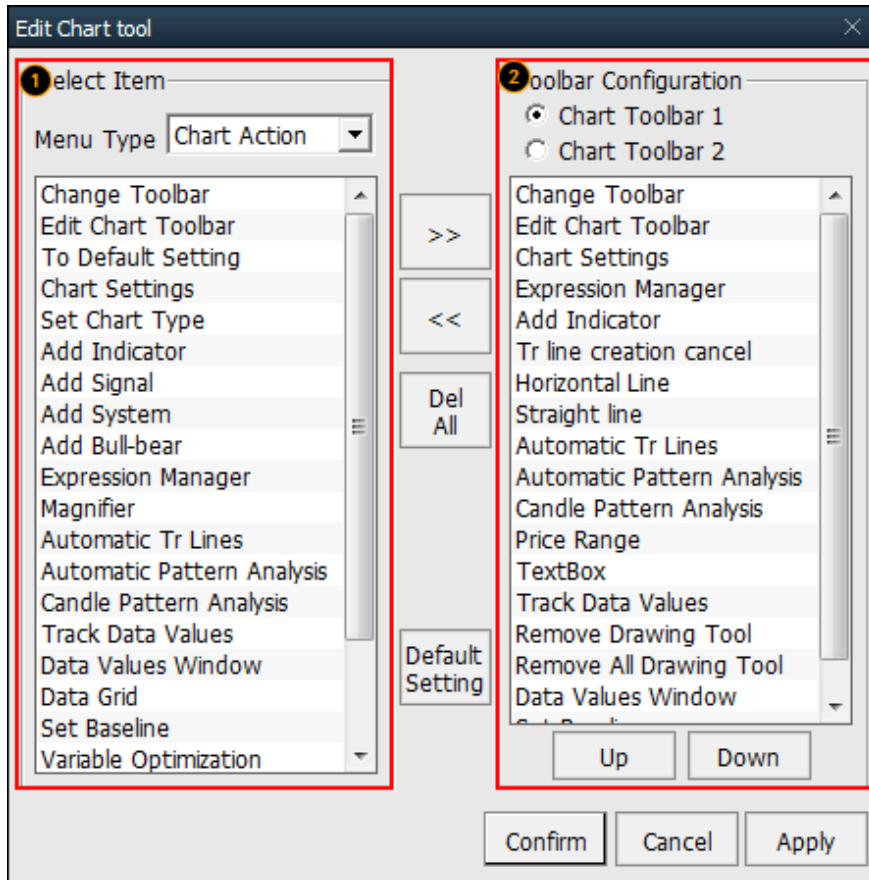 Edit Chart tool
1 elect Item
Menu Type Chart Action
Change Toolbar
Edit Chart Toolbar
To Default Setting
Chart Settings
Set Chart Type
Add Indicator
Add Signal
Add System
Add Bull-bear
Expression Manager
Magnifier
Automatic Tr Lines
Automatic Pattern Analysis
Candle Pattern Analysis
Track Data Values
Data Values Window
Data Grid
Set Baseline
Variable Optimization
>>
<<
Del
All
Default
Setting
2 oolbar Configuration
Chart Toolbar 1
Chart Toolbar 2
Change Toolbar
Edit Chart Toolbar
Chart Settings
Expression Manager
Add Indicator
Tr line creation cancel
Horizontal Line
Straight line
Automatic Tr Lines
Automatic Pattern Analysis
Candle Pattern Analysis
Price Range
TextBox
Track Data Values
Remove Drawing Tool
Remove All Drawing Tool
Data Values Window
Up Down
Confirm Cancel Apply